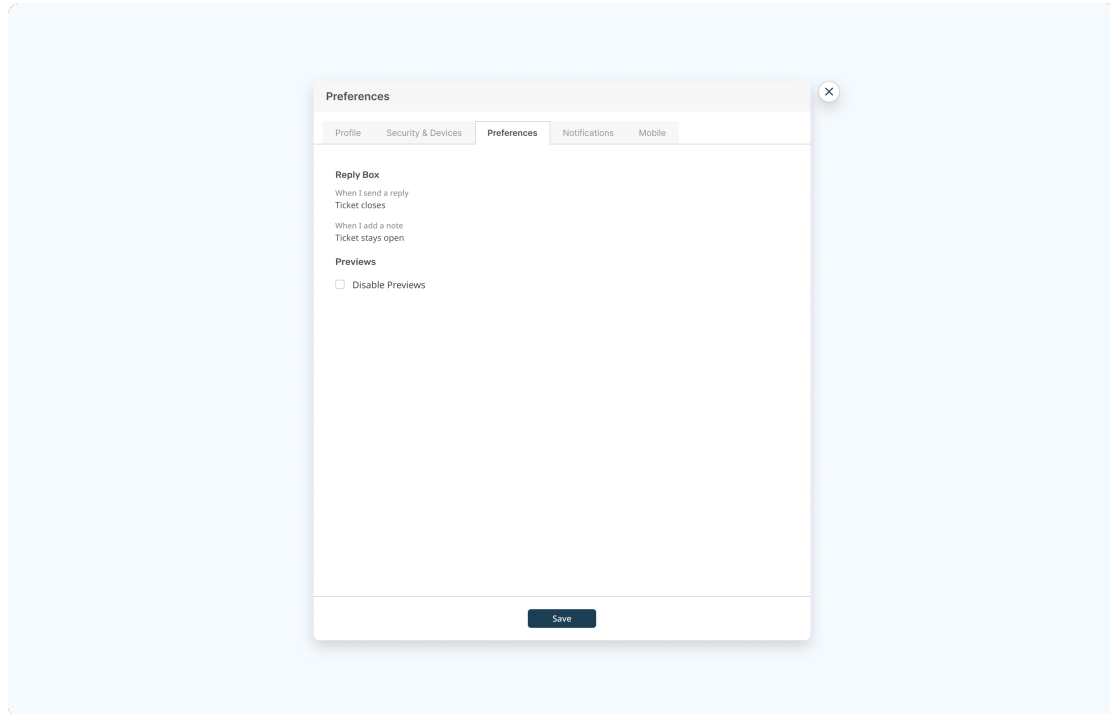 Preferences
Profile Security & Devices Preferences Notifications Mobile
Reply Box
When I send a reply
Ticket closes
When I add a note
Ticket stays open
Previews
Disable Previews
Save